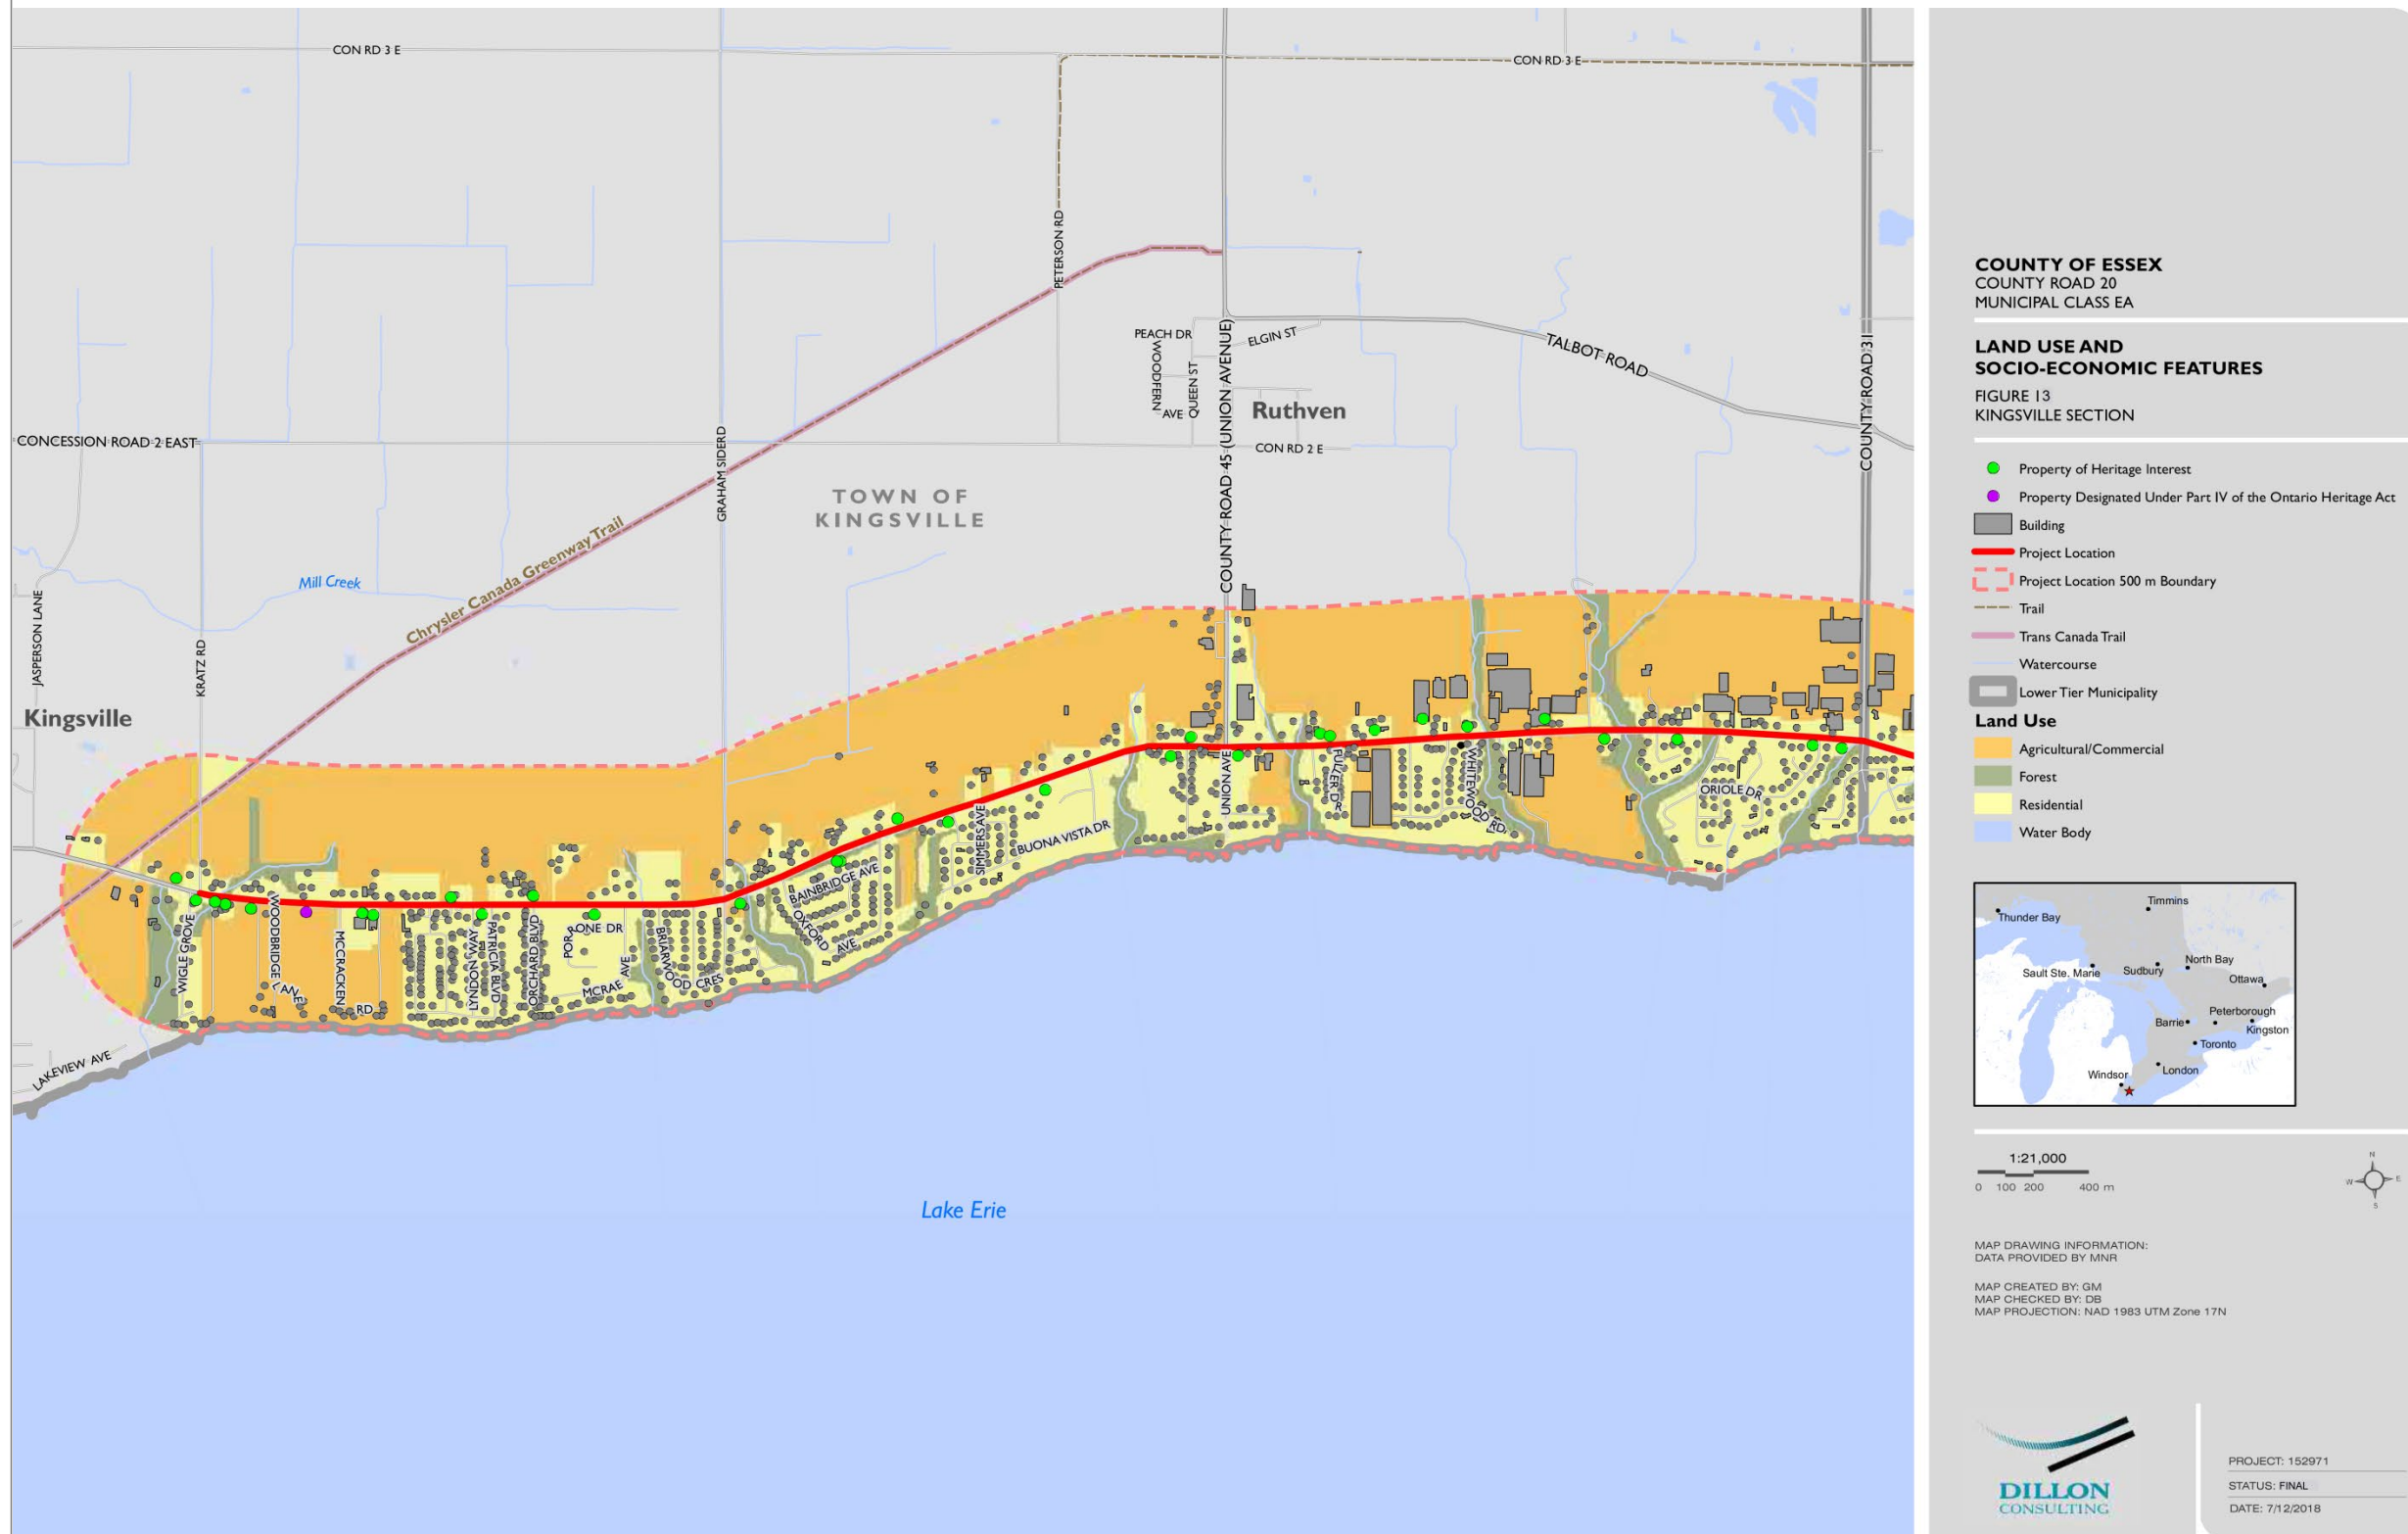 CON RD 3 E
CON RD 3 E
PETERSON RD
PEACH DR
WOODFERN
AVE
QUEEN ST
ELGIN ST
COUNTY ROAD 45 (UNION AVENUE)
Ruthven
TALBOT ROAD
COUNTY ROAD 31
CONCESSION ROAD 2 EAST
CON RD 2 E
GRAHAM SIDERD
TOWN OF
KINGSVILLE
Chrysler Canada Greenway Trail
Mill Creek
JASPERSON LANE
KRATZ RD
Kingsville
WIGLE GROVE
WOODBRIDGE
LANE
MCCRACKEN
RD
LYNDON WAY
PATRICIA BLVD
ORCHARD BLVD
POR
RONE DR
MCRAE
AVE
BRIARWO
OD CRES
BAINBRIDGE AVE
OXFORD
AVE
SIMMERS AVE
BUONA VISTA DR
UNION AVE
FULLER DR
WHITEWO
OD RD
ORIOLE DR
LAKEVIEW AVE
Lake Erie
COUNTY OF ESSEX
COUNTY ROAD 20
MUNICIPAL CLASS EA
LAND USE AND
SOCIO-ECONOMIC FEATURES
FIGURE 13
KINGSVILLE SECTION
Property of Heritage Interest
Property Designated Under Part IV of the Ontario Heritage Act
Building
Project Location
Project Location 500 m Boundary
Trail
Trans Canada Trail
Watercourse
Lower Tier Municipality
Land Use
Agricultural/Commercial
Forest
Residential
Water Body
Timmins
Thunder Bay
North Bay
Sault Ste. Marie
Sudbury
Ottawa
Peterborough
Barrie
Kingston
Toronto
London
Windsor
1:21,000
0 100 200 400 m
N
W E
S
MAP DRAWING INFORMATION:
DATA PROVIDED BY MNR
MAP CREATED BY: GM
MAP CHECKED BY: DB
MAP PROJECTION: NAD 1983 UTM Zone 17N
DILLON
CONSULTING
PROJECT: 152971
STATUS: FINAL
DATE: 7/12/2018